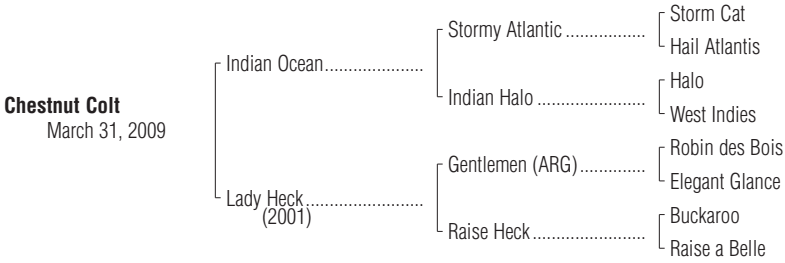 Storm Cat
Stormy Atlantic ..................
Hail Atlantis
Indian Ocean......................
Halo
Indian Halo ........................
West Indies
Chestnut Colt
March 31, 2009
Robin des Bois
Gentlemen (ARG)...............
Elegant Glance
Lady Heck..........................
(2001)
Buckaroo
Raise Heck.........................
Raise a Belle